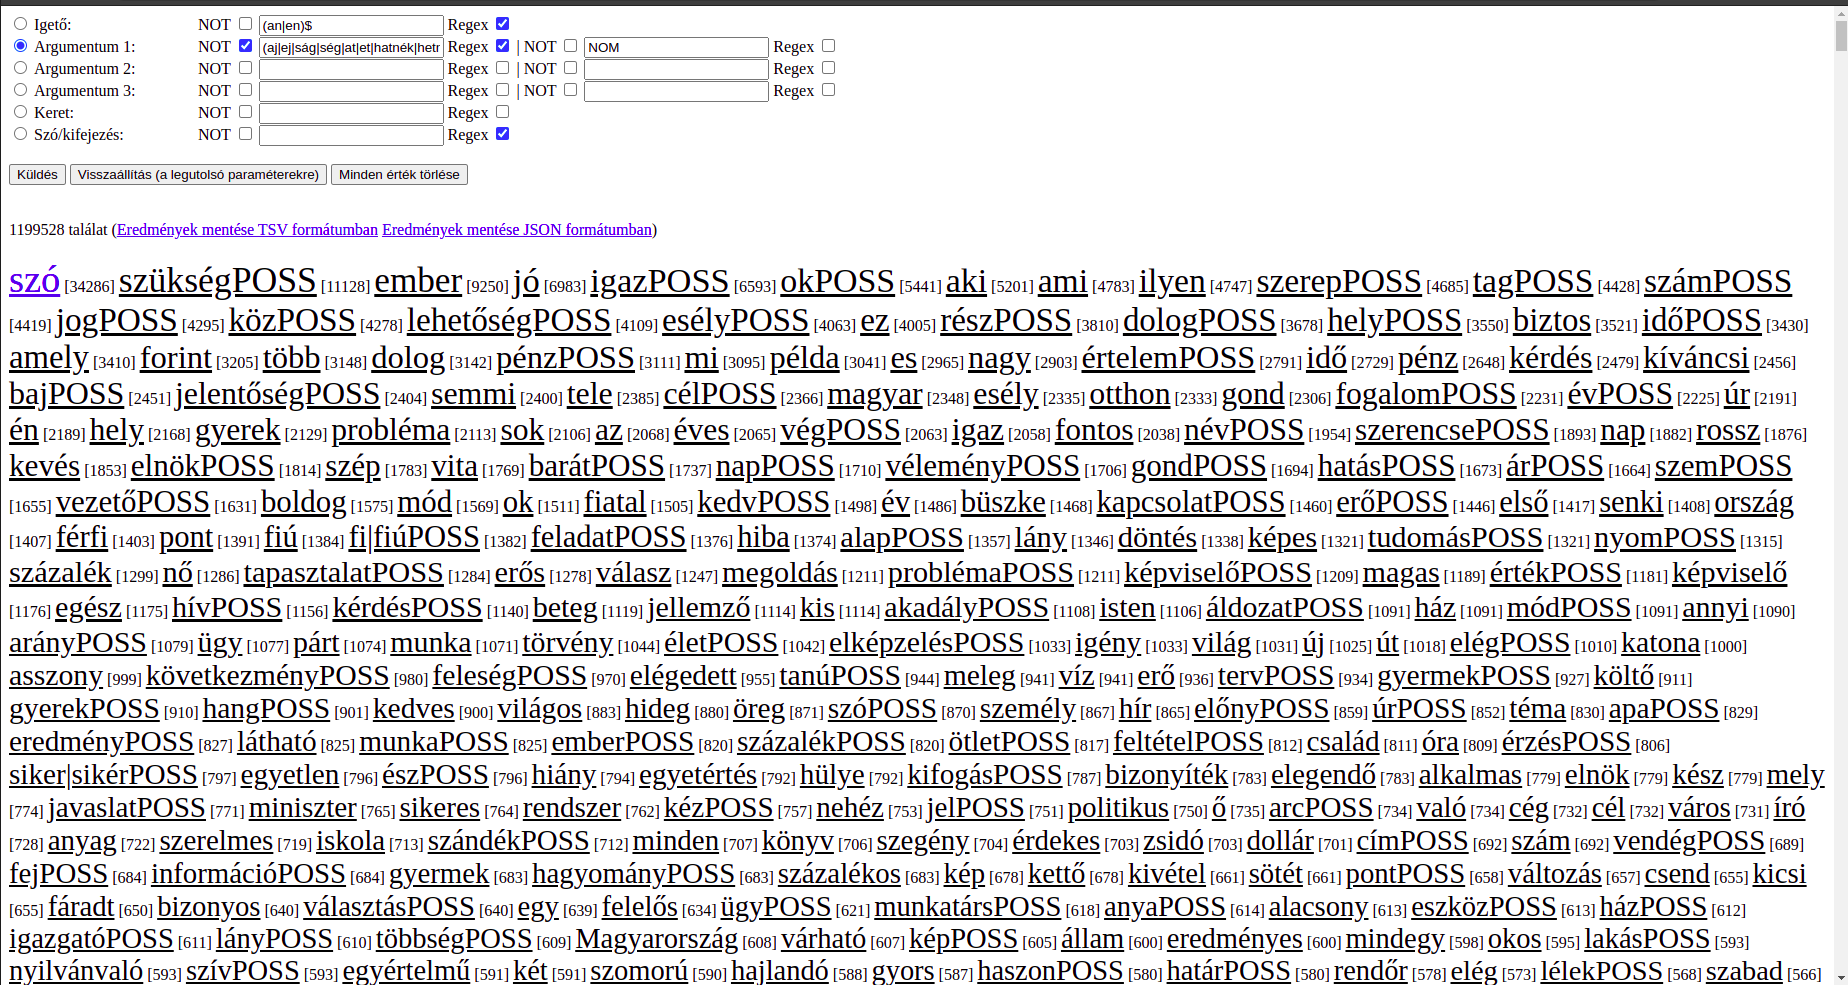 Igető: NOT (an|en)$ Regex
Argumentum 1: NOT (aj|ej|ság|ség|at|et|hatnék|hetr Regex | NOT NOM Regex
Argumentum 2: NOT Regex | NOT Regex
Argumentum 3: NOT Regex | NOT Regex
Keret: NOT Regex
Szó/kifejezés: NOT Regex
Küldés Visszaállítás (a legutolsó paraméterekre) Minden érték törlése
1199528 találat (Eredmények mentése TSV formátumban Eredmények mentése JSON formátumban)
szó [34286] szükségPOSS [11128] ember [9250] jó [6983] igazPOSS [6593] okPOSS [5441] aki [5201] ami [4783] ilyen [4747] szerepPOSS [4685] tagPOSS [4428] számPOSS
[4419] jogPOSS [4295] közPOSS [4278] lehetőségPOSS [4109] esélyPOSS [4063] ez [4005] részPOSS [3810] dologPOSS [3678] helyPOSS [3550] biztos [3521] időPOSS [3430]
amely [3410] forint [3205] több [3148] dolog [3142] pénzPOSS [3111] mi [3095] példa [3041] es [2965] nagy [2903] értelemPOSS [2791] idő [2729] pénz [2648] kérdés [2479] kíváncsi [2456]
bajPOSS [2451] jelentőségPOSS [2404] semmi [2400] tele [2385] célPOSS [2366] magyar [2348] esély [2335] otthon [2333] gond [2306] fogalomPOSS [2231] évPOSS [2225] úr [2191]
én [2189] hely [2168] gyerek [2129] probléma [2113] sok [2106] az [2068] éves [2065] végPOSS [2063] igaz [2058] fontos [2038] névPOSS [1954] szerencsePOSS [1893] nap [1882] rossz [1876]
kevés [1853] elnökPOSS [1814] szép [1783] vita [1769] barátPOSS [1737] napPOSS [1710] véleményPOSS [1706] gondPOSS [1694] hatásPOSS [1673] árPOSS [1664] szemPOSS
[1655] vezetőPOSS [1631] boldog [1575] mód [1569] ok [1511] fiatal [1505] kedvPOSS [1498] év [1486] büszke [1468] kapcsolatPOSS [1460] erőPOSS [1446] első [1417] senki [1408] ország
[1407] férfi [1403] pont [1391] fiú [1384] fi|fiúPOSS [1382] feladatPOSS [1376] hiba [1374] alapPOSS [1357] lány [1346] döntés [1338] képes [1321] tudomásPOSS [1321] nyomPOSS [1315]
százalék [1299] nő [1286] tapasztalatPOSS [1284] erős [1278] válasz [1247] megoldás [1211] problémaPOSS [1211] képviselőPOSS [1209] magas [1189] értékPOSS [1181] képviselő
[1176] egész [1175] hívPOSS [1156] kérdésPOSS [1140] beteg [1119] jellemző [1114] kis [1114] akadályPOSS [1108] isten [1106] áldozatPOSS [1091] ház [1091] módPOSS [1091] annyi [1090]
arányPOSS [1079] ügy [1077] párt [1074] munka [1071] törvény [1044] életPOSS [1042] elképzelésPOSS [1033] igény [1033] világ [1031] új [1025] út [1018] elégPOSS [1010] katona [1000]
asszony [999] következményPOSS [980] feleségPOSS [970] elégedett [955] tanúPOSS [944] meleg [941] víz [941] erő [936] tervPOSS [934] gyermekPOSS [927] költő [911]
gyerekPOSS [910] hangPOSS [901] kedves [900] világos [883] hideg [880] öreg [871] szóPOSS [870] személy [867] hír [865] előnyPOSS [859] úrPOSS [852] téma [830] apaPOSS [829]
eredményPOSS [827] látható [825] munkaPOSS [825] emberPOSS [820] százalékPOSS [820] ötletPOSS [817] feltételPOSS [812] család [811] óra [809] érzésPOSS [806]
siker|sikérPOSS [797] egyetlen [796] észPOSS [796] hiány [794] egyetértés [792] hülye [792] kifogásPOSS [787] bizonyíték [783] elegendő [783] alkalmas [779] elnök [779] kész [779] mely
[774] javaslatPOSS [771] miniszter [765] sikeres [764] rendszer [762] kézPOSS [757] nehéz [753] jelPOSS [751] politikus [750] ő [735] arcPOSS [734] való [734] cég [732] cél [732] város [731] író
[728] anyag [722] szerelmes [719] iskola [713] szándékPOSS [712] minden [707] könyv [706] szegény [704] érdekes [703] zsidó [703] dollár [701] címPOSS [692] szám [692] vendégPOSS [689]
fejPOSS [684] információPOSS [684] gyermek [683] hagyományPOSS [683] százalékos [683] kép [678] kettő [678] kivétel [661] sötét [661] pontPOSS [658] változás [657] csend [655] kicsi
[655] fáradt [650] bizonyos [640] választásPOSS [640] egy [639] felelős [634] ügyPOSS [621] munkatársPOSS [618] anyaPOSS [614] alacsony [613] eszközPOSS [613] házPOSS [612]
igazgatóPOSS [611] lányPOSS [610] többségPOSS [609] Magyarország [608] várható [607] képPOSS [605] állam [600] eredményes [600] mindegy [598] okos [595] lakásPOSS [593]
nyilvánvaló [593] szívPOSS [593] egyértelmű [591] két [591] szomorú [590] hajlandó [588] gyors [587] haszonPOSS [580] határPOSS [580] rendőr [578] elég [573] lélekPOSS [568] szabad [566]